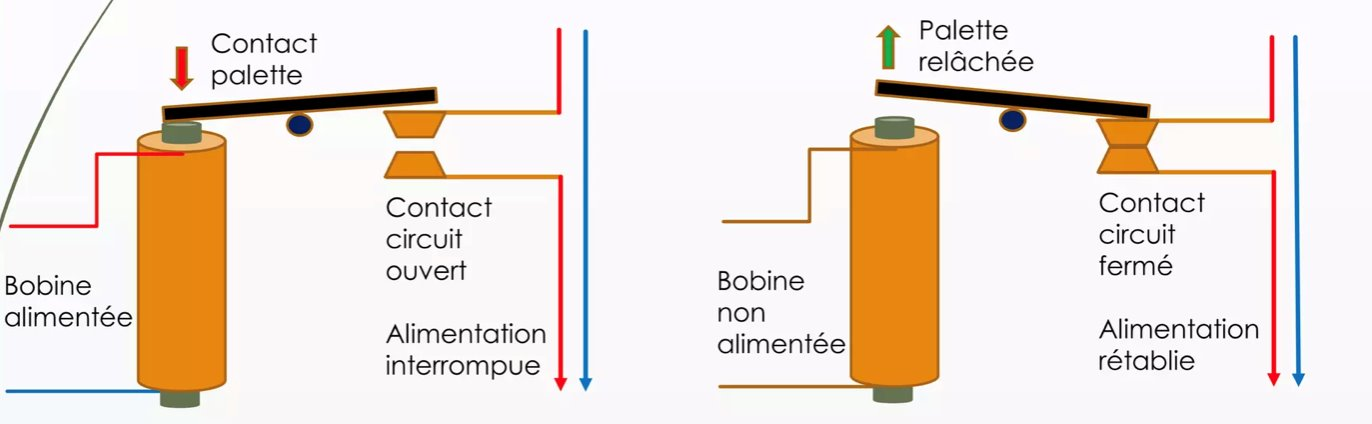 Contact
palette
Bobine
alimentée
Contact
circuit
ouvert
Alimentation
interrompue
Palette
relâchée
Bobine
non
alimentée
Contact
circuit
fermé
Alimentation
rétablie